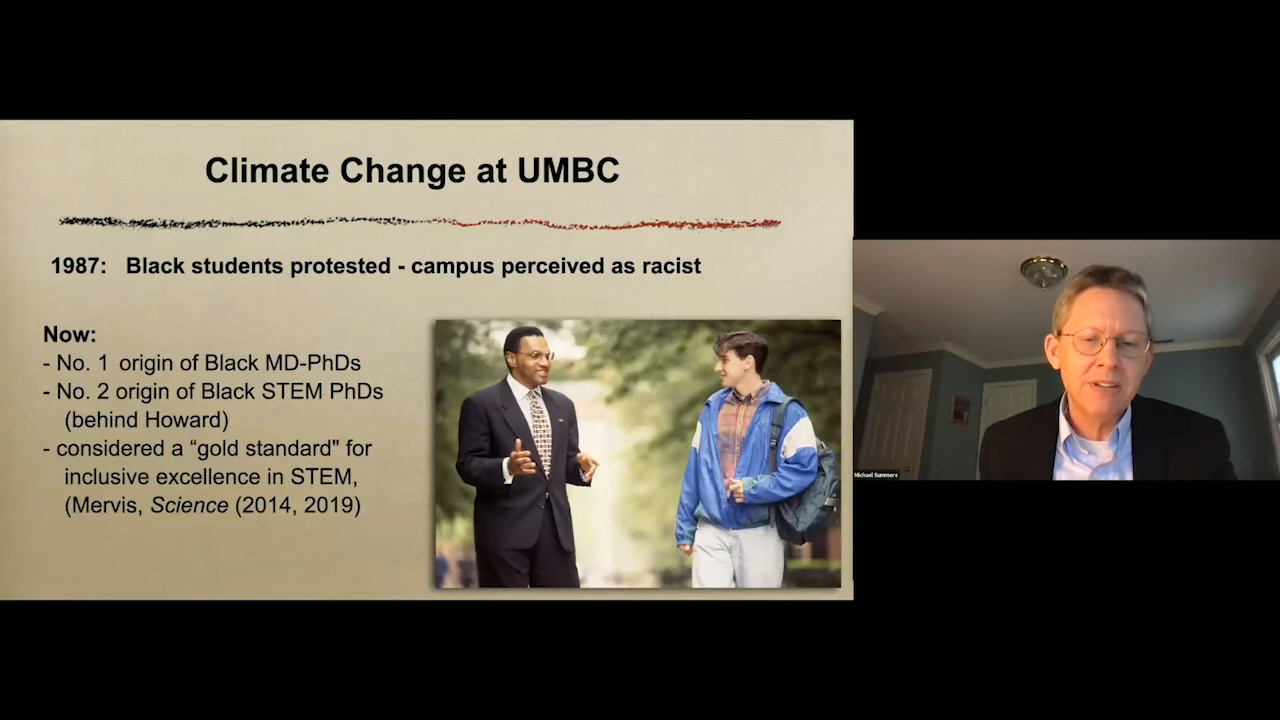 Climate Change at UMBC
1987: Black students protested - campus perceived as racist
Now:
- No. 1 origin of Black MD-PhDs
- No. 2 origin of Black STEM PhDs
(behind Howard)
- considered a “gold standard" for
inclusive excellence in STEM,
(Mervis, Science (2014, 2019)
Michael Summers